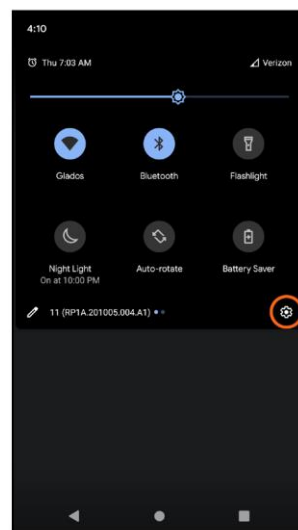 4:10
Thu 7:03 AM
Verizon
Glados
Bluetooth
Flashlight
Night Light
On at 10:00 PM
Auto-rotate
Battery Saver
11 (RP1A.201005.004.A1)